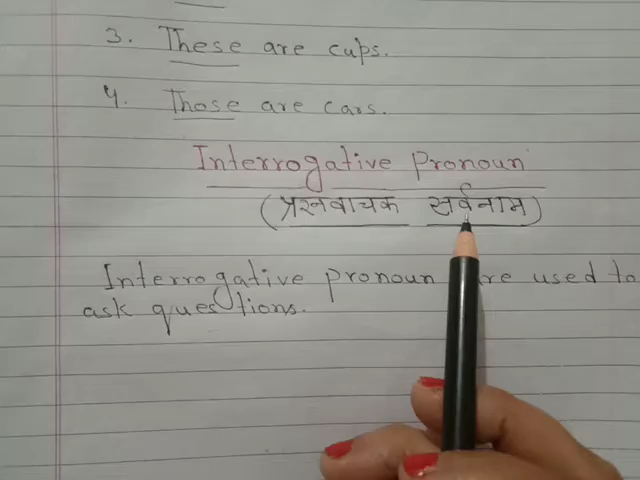 3. These are cups.
4. Those are cars.
Interrogative Pronoun
(प्रश्नवाचक सर्वनाम)
Interrogative pronoun are used to
ask questions.